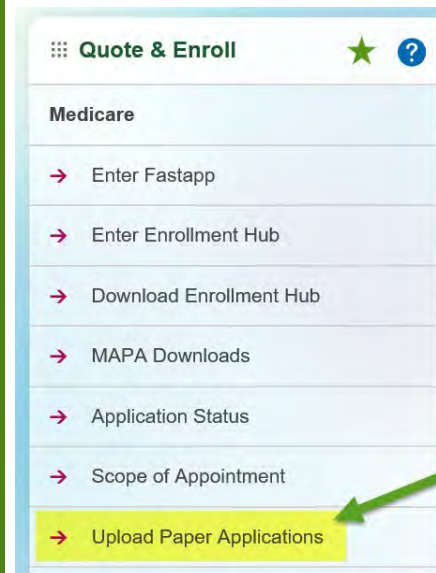 Quote & Enroll ?
Medicare
→ Enter Fastapp
→ Enter Enrollment Hub
→ Download Enrollment Hub
→ MAPA Downloads
→ Application Status
→ Scope of Appointment
→ Upload Paper Applications